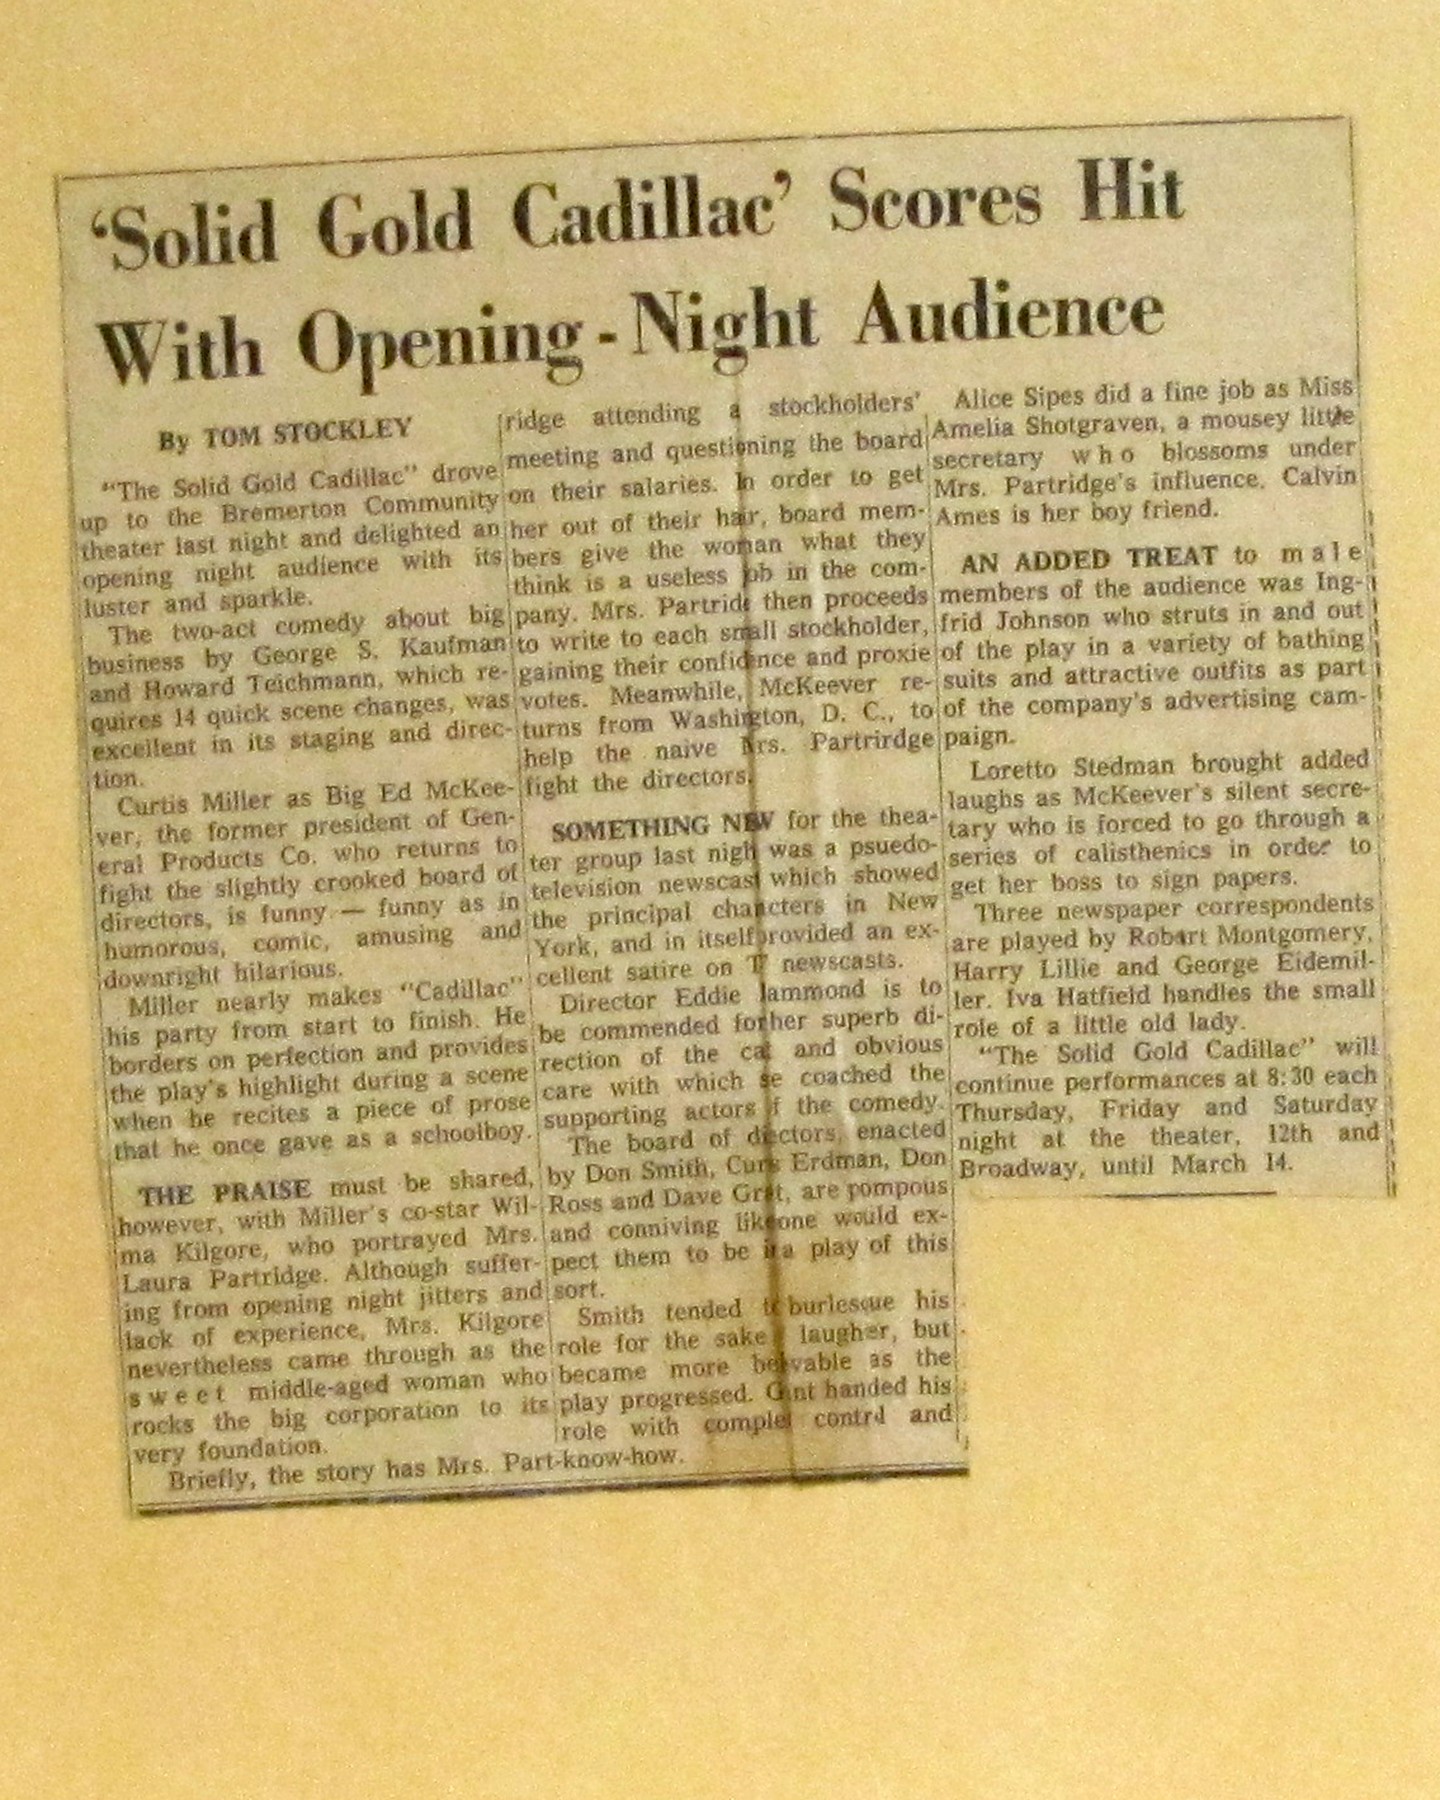 ‘Solid Gold Cadillac’ Scores Hit
With Opening-Night Audience
By TOM STOCKLEY
“The Solid Gold Cadillac” drove
up to the Bremerton Community
theater last night and delighted an
opening night audience with its
luster and sparkle.
The two-act comedy about big
business by George S. Kaufman
and Howard Teichmann, which re-
quires 14 quick scene changes, was
excellent in its staging and direc-
tion.
Curtis Miller as Big Ed McKee-
ver, the former president of Gen-
eral Products Co. who returns to
fight the slightly crooked board of
directors, is funny — funny as in
humorous, comic, amusing and
downright hilarious.
Miller nearly makes “Cadillac”
his party from start to finish. He
borders on perfection and provides
the play’s highlight during a scene
when he recites a piece of prose
that he once gave as a schoolboy.
THE PRAISE must be shared,
however, with Miller’s co-star Wil-
ma Kilgore, who portrayed Mrs.
Laura Partridge. Although suffer-
ing from opening night jitters and
lack of experience, Mrs. Kilgore
nevertheless came through as the
sweet middle-aged woman who
rocks the big corporation to its
very foundation.
Briefly, the story has Mrs. Part-
ridge attending a stockholders’
meeting and questioning the board
on their salaries. In order to get
her out of their hair, board mem-
bers give the woman what they
think is a useless job in the com-
pany. Mrs. Partrid then proceeds
to write to each small stockholder,
gaining their confidence and proxie
votes. Meanwhile, McKeever re-
turns from Washington, D. C., to
help the naive Mrs. Partrirdge
fight the directors.
SOMETHING NEW for the thea-
ter group last nigh was a psuedo-
television newscast which showed
the principal characters in New
York, and in itself provided an ex-
cellent satire on T newscasts.
Director Eddie Hammond is to
be commended for her superb di-
rection of the cast and obvious
care with which she coached the
supporting actors of the comedy.
The board of directors, enacted
by Don Smith, Curtis Erdman, Don
Ross and Dave Grant, are pompous
and conniving like one would ex-
pect them to be in a play of this
sort.
Smith tended to burlesque his
role for the sake laughter, but
became more believable as the
play progressed. Grant handed his
role with complete control and
know-how.
Alice Sipes did a fine job as Miss
Amelia Shotgraven, a mousey little
secretary who blossoms under
Mrs. Partridge’s influence. Calvin
Ames is her boy friend.
AN ADDED TREAT to male
members of the audience was Ing-
frid Johnson who struts in and out
of the play in a variety of bathing
suits and attractive outfits as part
of the company’s advertising cam-
paign.
Loretto Stedman brought added
laughs as McKeever’s silent secre-
tary who is forced to go through a
series of calisthenics in order to
get her boss to sign papers.
Three newspaper correspondents
are played by Robert Montgomery,
Harry Lillie and George Eidemil-
ler. Iva Hatfield handles the small
role of a little old lady.
“The Solid Gold Cadillac” will
continue performances at 8:30 each
Thursday, Friday and Saturday
night at the theater, 12th and
Broadway, until March 14.